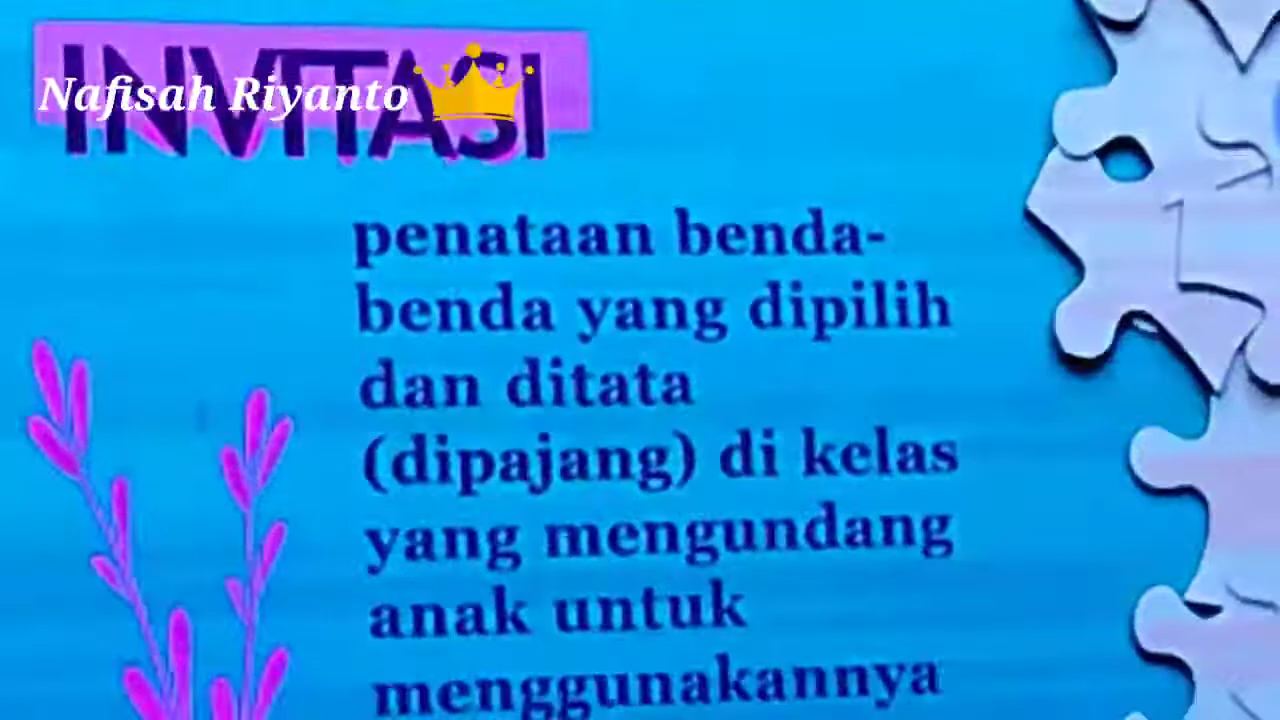 INVITASI
Nafisah Riyanto
penataan benda-
benda yang dipilih
dan ditata
(dipajang) di kelas
yang mengundang
anak untuk
menggunakannya